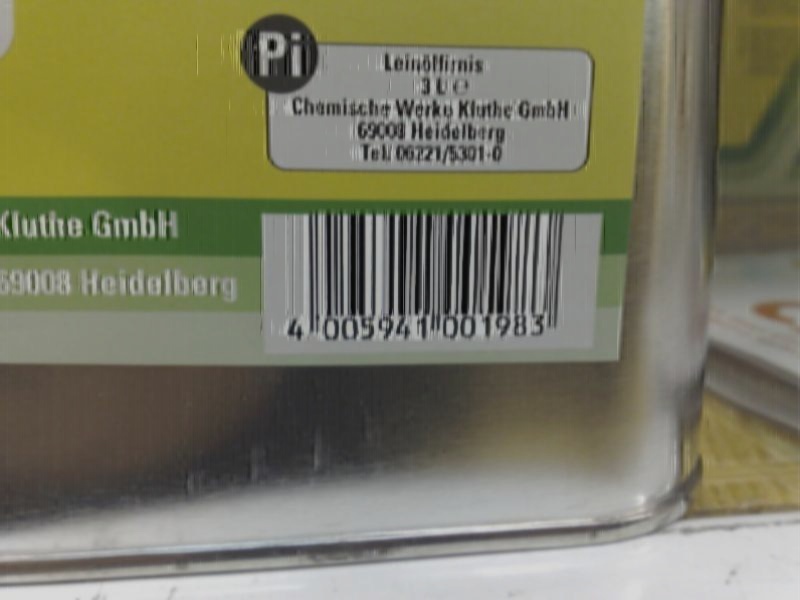 Pi
Leinölfirnis
3 L ℮
Chemische Werke Kluthe GmbH
69008 Heidelberg
Tel. 06221/5301-0
Kluthe GmbH
69008 Heidelberg
4 005941 001983